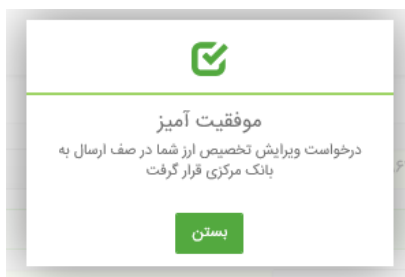 موفقیت آمیز
درخواست ویرایش تخصیص ارز شما در صف ارسال به
بانک مرکزی قرار گرفت
بستن